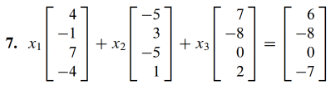 7. x₁ [4 −1 7 −4] + x₂ [−5 3 −5 1] + x₃ [7 −8 0 2] = [6 −8 0 −7]